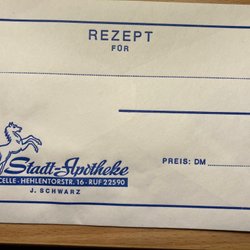 REZEPT
FÜR
Stadt-Apotheke
CELLE - HEHLENTORSTR. 16 - RUF 22590
J. SCHWARZ
PREIS: DM